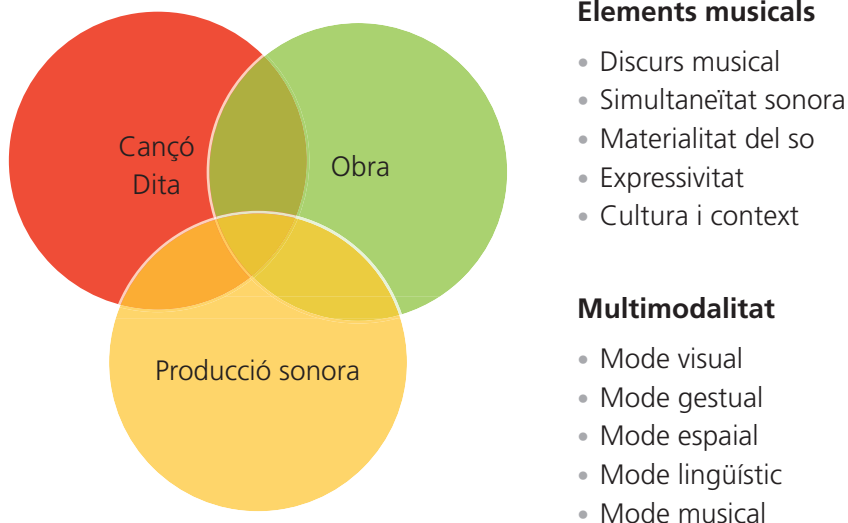 Cançó
Dita
Obra
Producció sonora
Elements musicals
• Discurs musical
• Simultaneïtat sonora
• Materialitat del so
• Expressivitat
• Cultura i context
Multimodalitat
• Mode visual
• Mode gestual
• Mode espaial
• Mode lingüístic
• Mode musical